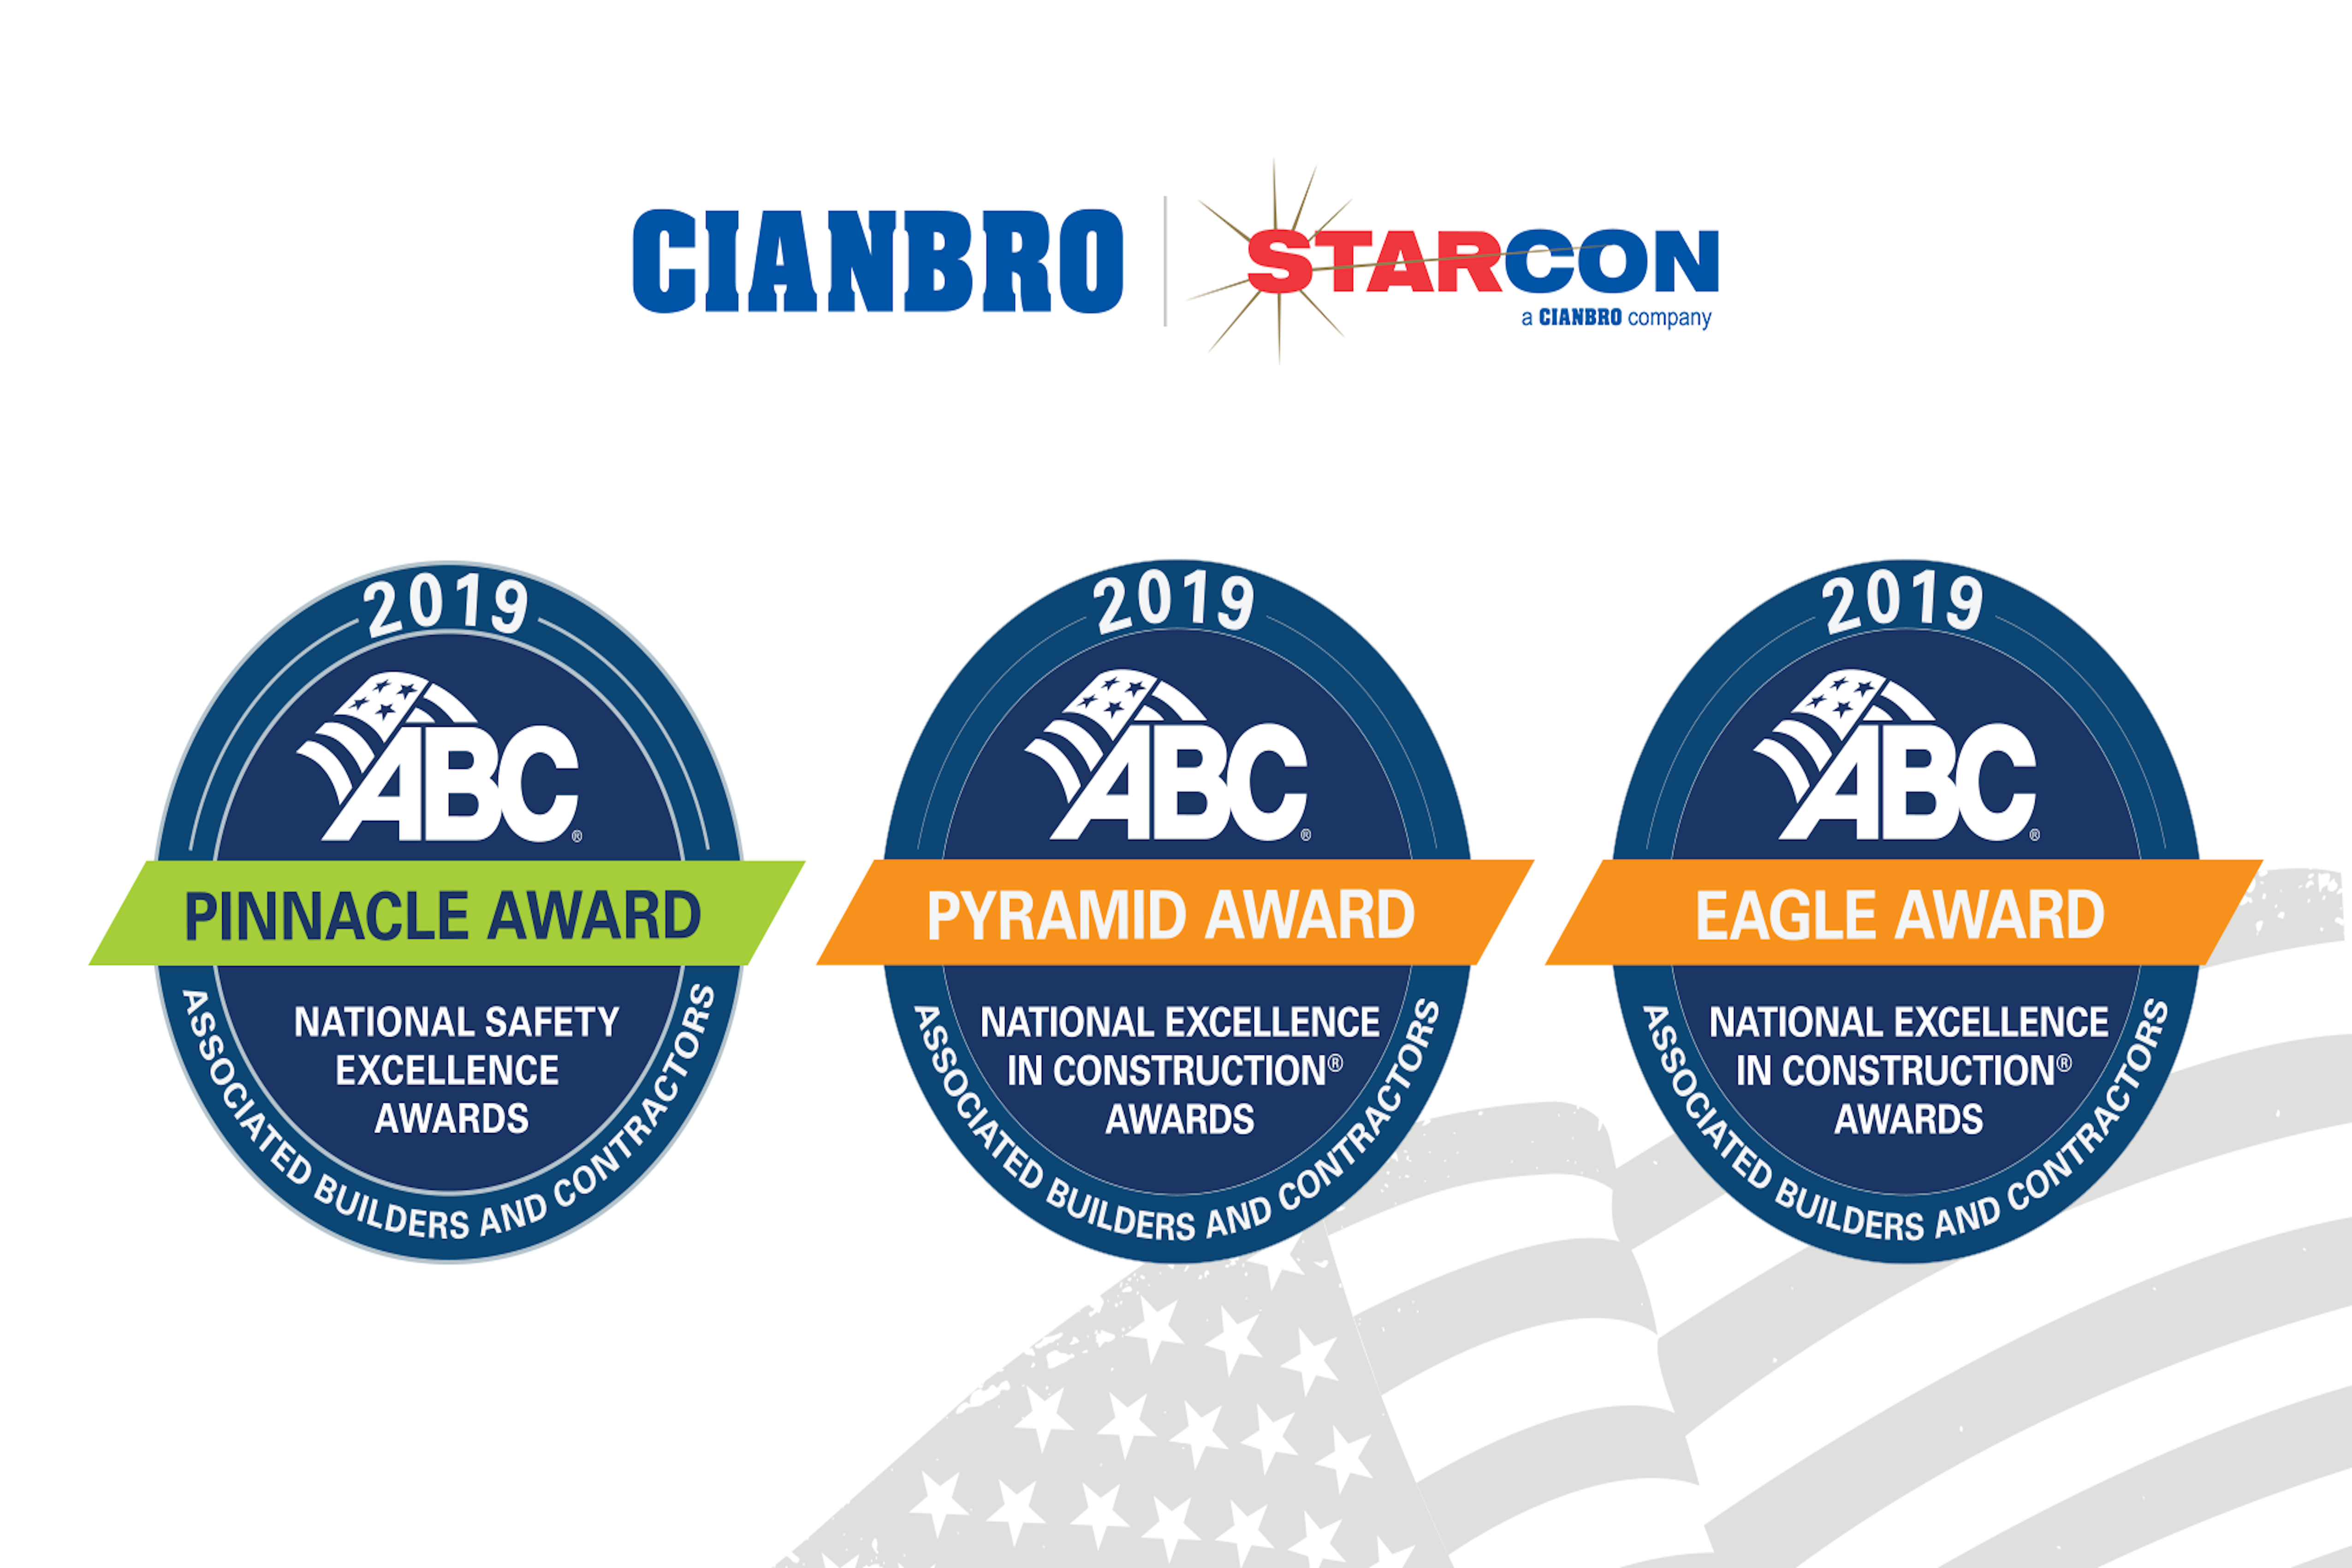 CIANBRO
STARCON
a CIANBRO company
2019
ABC®
PINNACLE AWARD
NATIONAL SAFETY
EXCELLENCE
AWARDS
ASSOCIATED BUILDERS AND CONTRACTORS
2019
ABC®
PYRAMID AWARD
NATIONAL EXCELLENCE
IN CONSTRUCTION®
AWARDS
ASSOCIATED BUILDERS AND CONTRACTORS
2019
ABC®
EAGLE AWARD
NATIONAL EXCELLENCE
IN CONSTRUCTION®
AWARDS
ASSOCIATED BUILDERS AND CONTRACTORS